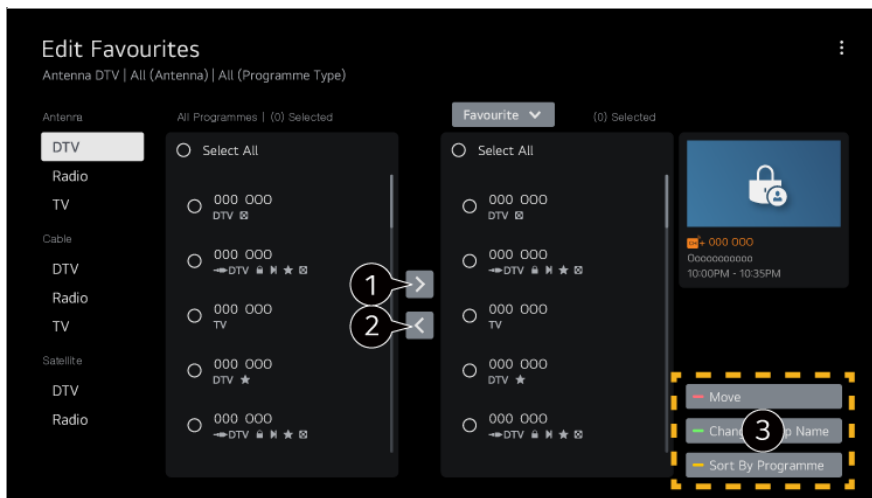 Edit Favourites
Antenna DTV | All (Antenna) | All (Programme Type)
Antenna
DTV
Radio
TV
Cable
DTV
Radio
TV
Satellite
DTV
Radio
All Programmes | (0) Selected
Select All
000 000
DTV
000 000
DTV
000 000
TV
000 000
DTV
000 000
DTV
1
2
Favourite
(0) Selected
Select All
000 000
DTV
000 000
DTV
000 000
TV
000 000
DTV
000 000
DTV
000 000
Ooooooooooo
10:00PM - 10:35PM
Move
3
Name
Sort By Programme